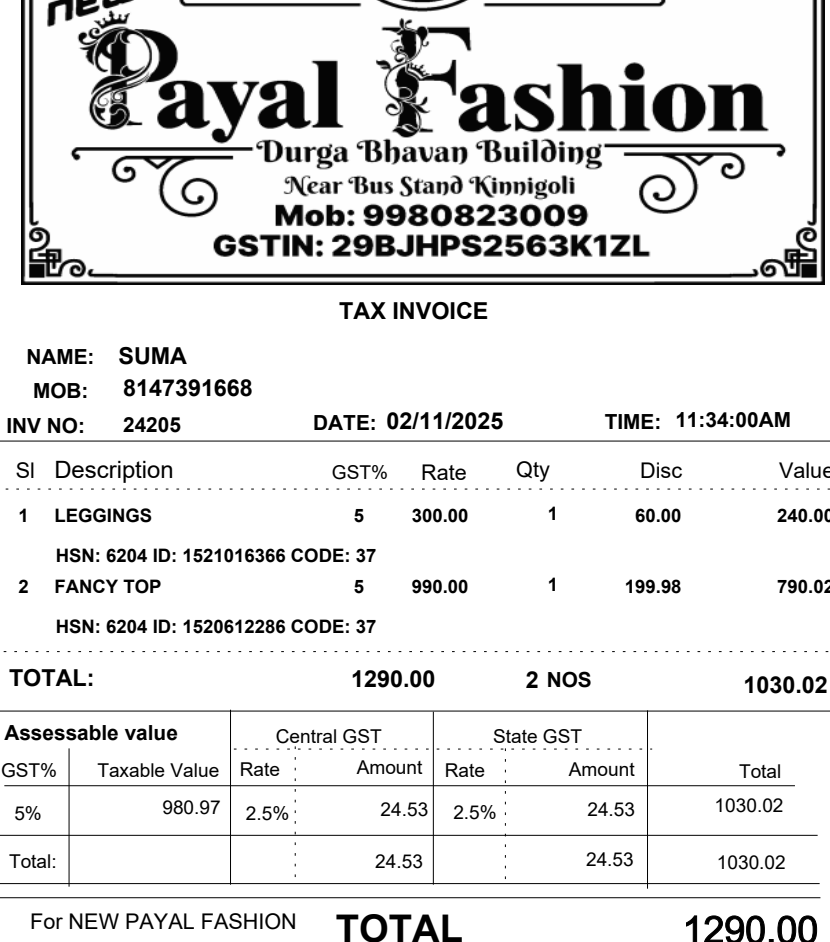 new
Payal Fashion
Durga Bhavan Building
Near Bus Stand Kinnigoli
Mob: 9980823009
GSTIN: 29BJHPS2563K1ZL
TAX INVOICE
NAME: SUMA
MOB: 8147391668
INV NO: 24205 DATE: 02/11/2025 TIME: 11:34:00AM
Sl Description GST% Rate Qty Disc Value
1 LEGGINGS 5 300.00 1 60.00 240.00
HSN: 6204 ID: 1521016366 CODE: 37
2 FANCY TOP 5 990.00 1 199.98 790.02
HSN: 6204 ID: 1520612286 CODE: 37
TOTAL: 1290.00 2 NOS 1030.02
Assessable value Central GST State GST
GST% Taxable Value Rate Amount Rate Amount Total
5% 980.97 2.5% 24.53 2.5% 24.53 1030.02
Total: 24.53 24.53 1030.02
For NEW PAYAL FASHION TOTAL 1290.00